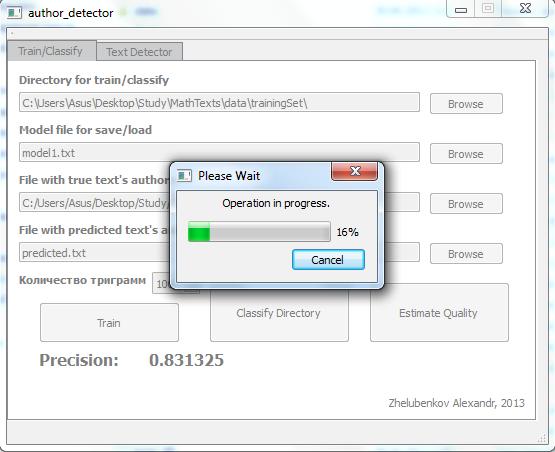 author_detector
Train/Classify Text Detector
Directory for train/classify
C:\Users\Asus\Desktop\Study\MathTexts\data\trainingSet\ Browse
Model file for save/load
model1.txt Browse
Please Wait
File with true text's author
Operation in progress.
C:/Users/Asus/Desktop/Study/ Browse
16%
File with predicted text's a
predicted.txt Browse
Cancel
Количество триграмм 10
Train Classify Directory Estimate Quality
Precision: 0.831325
Zhelubenkov Alexandr, 2013